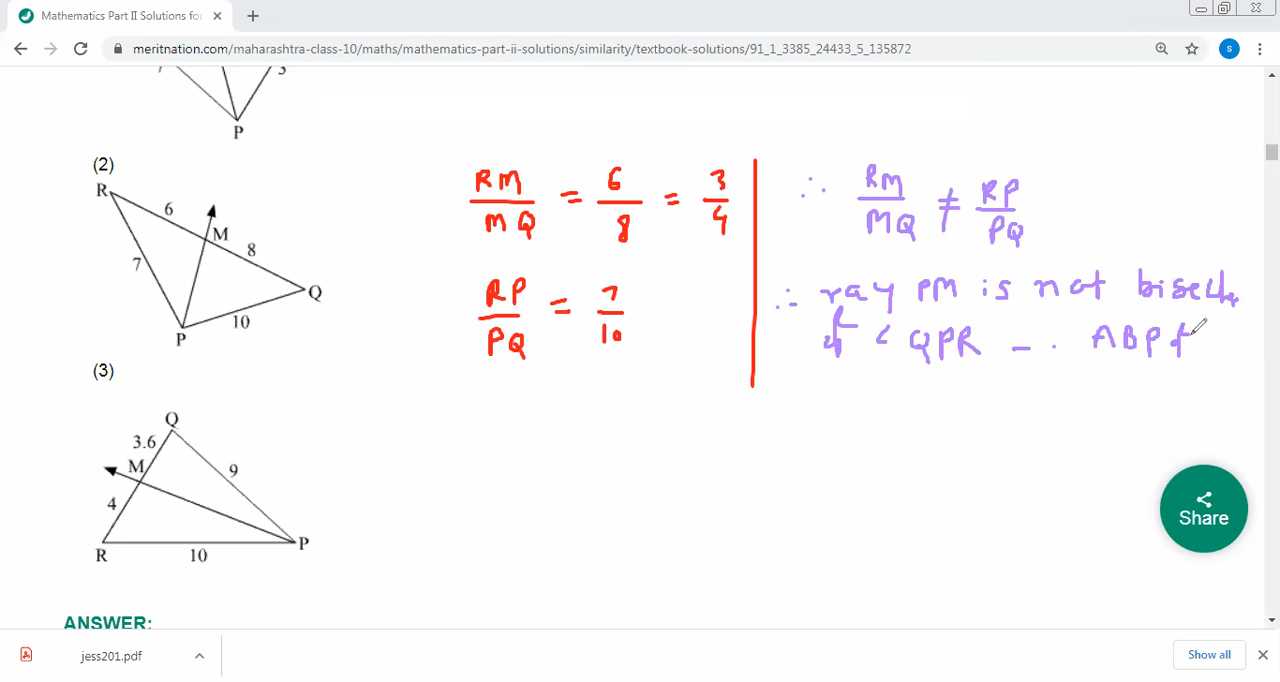 Mathematics Part II Solutions for
meritnation.com/maharashtra-class-10/maths/mathematics-part-ii-solutions/similarity/textbook-solutions/91_1_3385_24433_5_135872
S
7
3
P
(2)
R
6
M
8
7
Q
10
P
RM/MQ = 6/8 = 3/4
RP/PQ = 7/10
∴ RM/MQ ≠ RP/PQ
∴ ray PM is not
< QPR - . ABP
(3)
Q
3.6
M
9
4
R
10
P
Share
ANSWER:
jess201.pdf
Show all